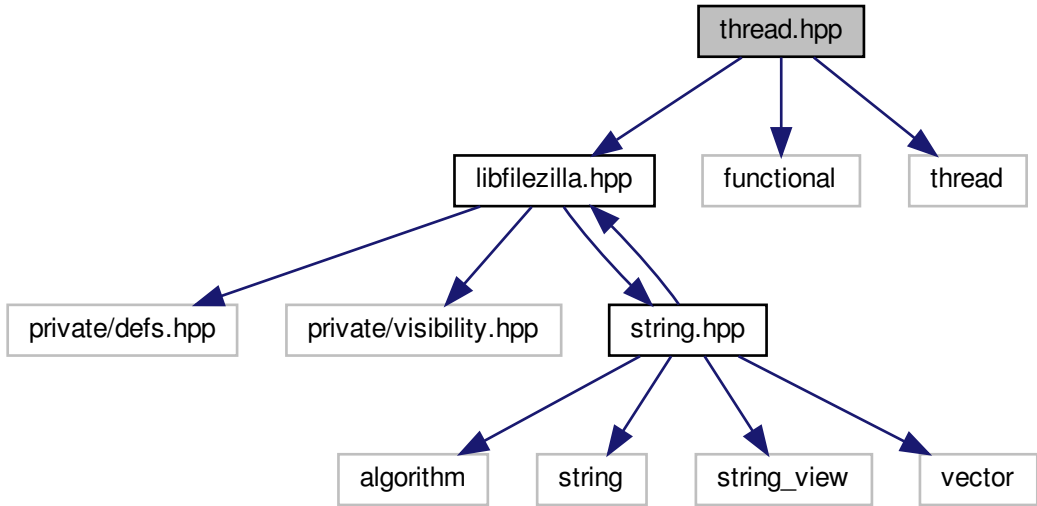 thread.hpp
libfilezilla.hpp
functional
thread
private/defs.hpp
private/visibility.hpp
string.hpp
algorithm
string
string_view
vector